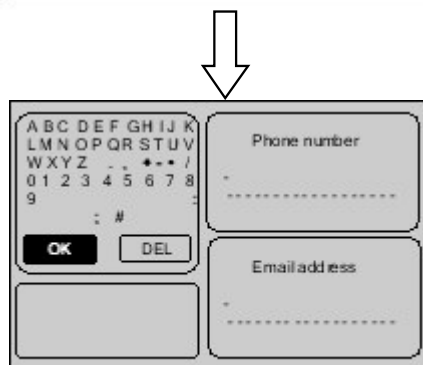 A B C D E F G H I J K
L M N O P Q R S T U V
W X Y Z . , + - • /
0 1 2 3 4 5 6 7 8
9 :
; #
OK DEL
Phone number
-
Email address
-